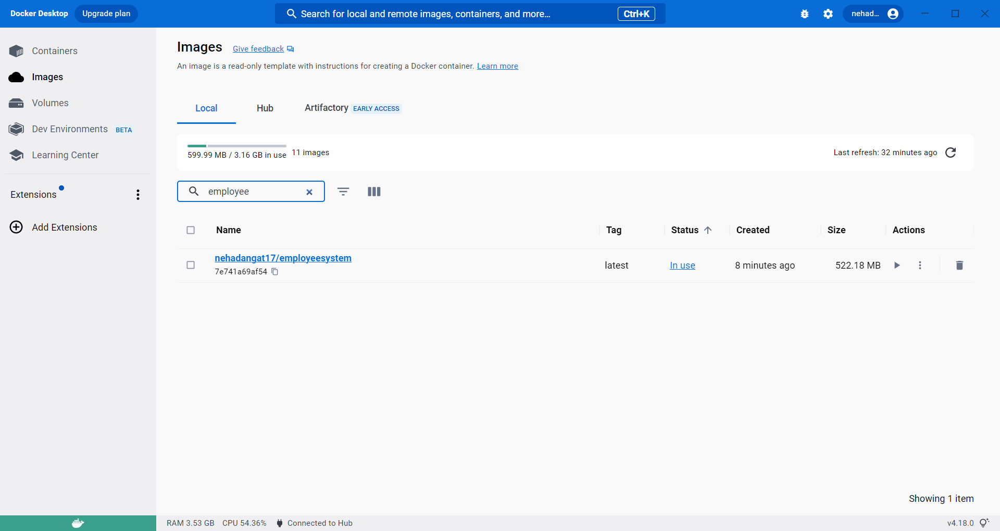 Docker Desktop
Upgrade plan
Search for local and remote images, containers, and more...
Ctrl+K
nehad...
Containers
Images
Volumes
Dev Environments BETA
Learning Center
Extensions
Add Extensions
Images Give feedback
An image is a read-only template with instructions for creating a Docker container. Learn more
Local Hub Artifactory EARLY ACCESS
599.99 MB / 3.16 GB in use 11 images
Last refresh: 32 minutes ago
employee
Name Tag Status Created Size Actions
nehadangat17/employeesystem
7e741a69af54
latest In use 8 minutes ago 522.18 MB
Showing 1 item
RAM 3.53 GB CPU 54.36% Connected to Hub
v4.18.0